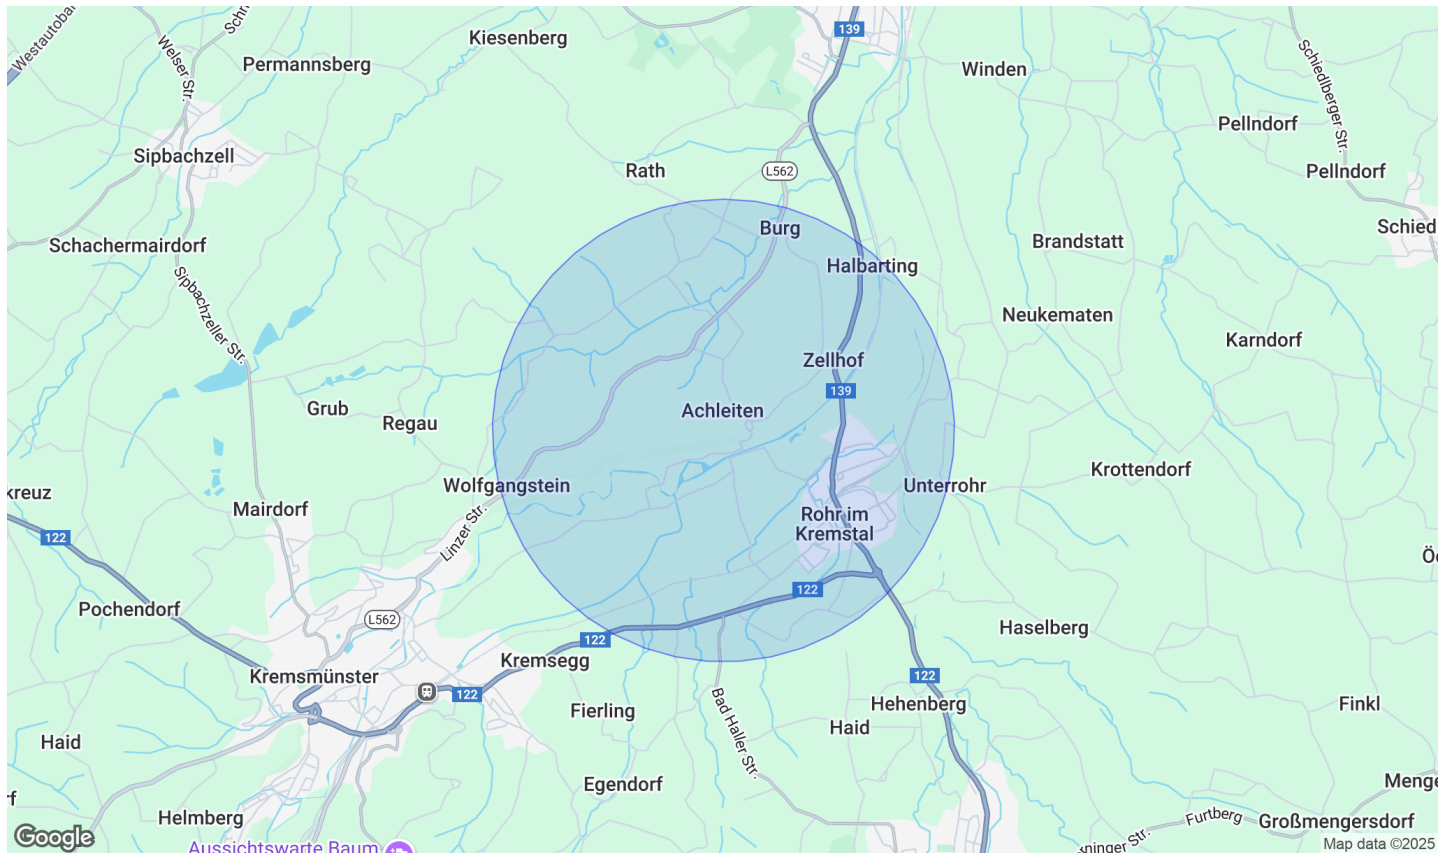 Westautobahn
Welser Str.
Kiesenberg
139
Permannsberg
Winden
Schiedlberger Str.
Pellndorf
Sipbachzell
Rath
L562
Pellndorf
Burg
Schied
Schachermairdorf
Brandstatt
Halbarting
Sipbachzeller Str.
Neukematen
Karndorf
Zellhof
139
Grub
Achleiten
Regau
Krottendorf
Wolfgangstein
Unterrohr
kreuz
Mairdorf
Linzer Str.
Rohr im
Kremstal
122
122
Pochendorf
L562
Haselberg
122
Kremsegg
Kremsmünster
122
122
Bad Haller Str.
Hehenberg
Finkl
Fierling
Haid
Haid
Egendorf
Menge
rf
Helmberg
Furtberg
Großmengersdorf
Google
Aussichtswarte Baum
ninger Str.
Map data ©2025